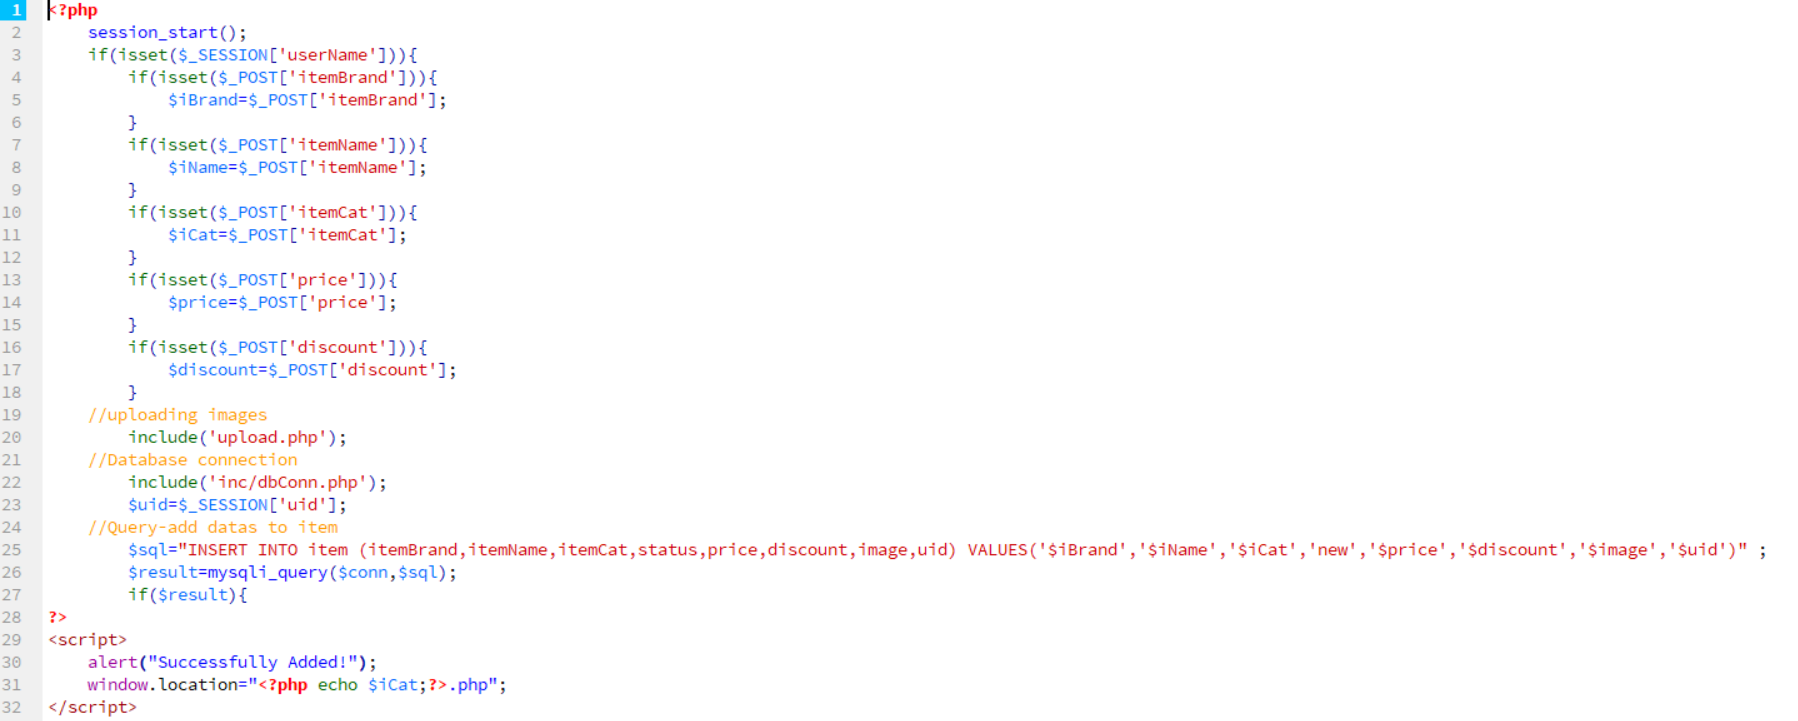 1 <?php
2 session_start();
3 if(isset($_SESSION['userName'])){
4 if(isset($_POST['itemBrand'])){
5 $iBrand=$_POST['itemBrand'];
6 }
7 if(isset($_POST['itemName'])){
8 $iName=$_POST['itemName'];
9 }
10 if(isset($_POST['itemCat'])){
11 $iCat=$_POST['itemCat'];
12 }
13 if(isset($_POST['price'])){
14 $price=$_POST['price'];
15 }
16 if(isset($_POST['discount'])){
17 $discount=$_POST['discount'];
18 }
19 //uploading images
20 include('upload.php');
21 //Database connection
22 include('inc/dbConn.php');
23 $uid=$_SESSION['uid'];
24 //Query-add datas to item
25 $sql="INSERT INTO item (itemBrand,itemName,itemCat,status,price,discount,image,uid) VALUES('$iBrand','$iName','$iCat','new','$price','$discount','$image','$uid')" ;
26 $result=mysqli_query($conn,$sql);
27 if($result){
28 ?>
29 <script>
30 alert("Successfully Added!");
31 window.location="<?php echo $iCat;?>.php";
32 </script>